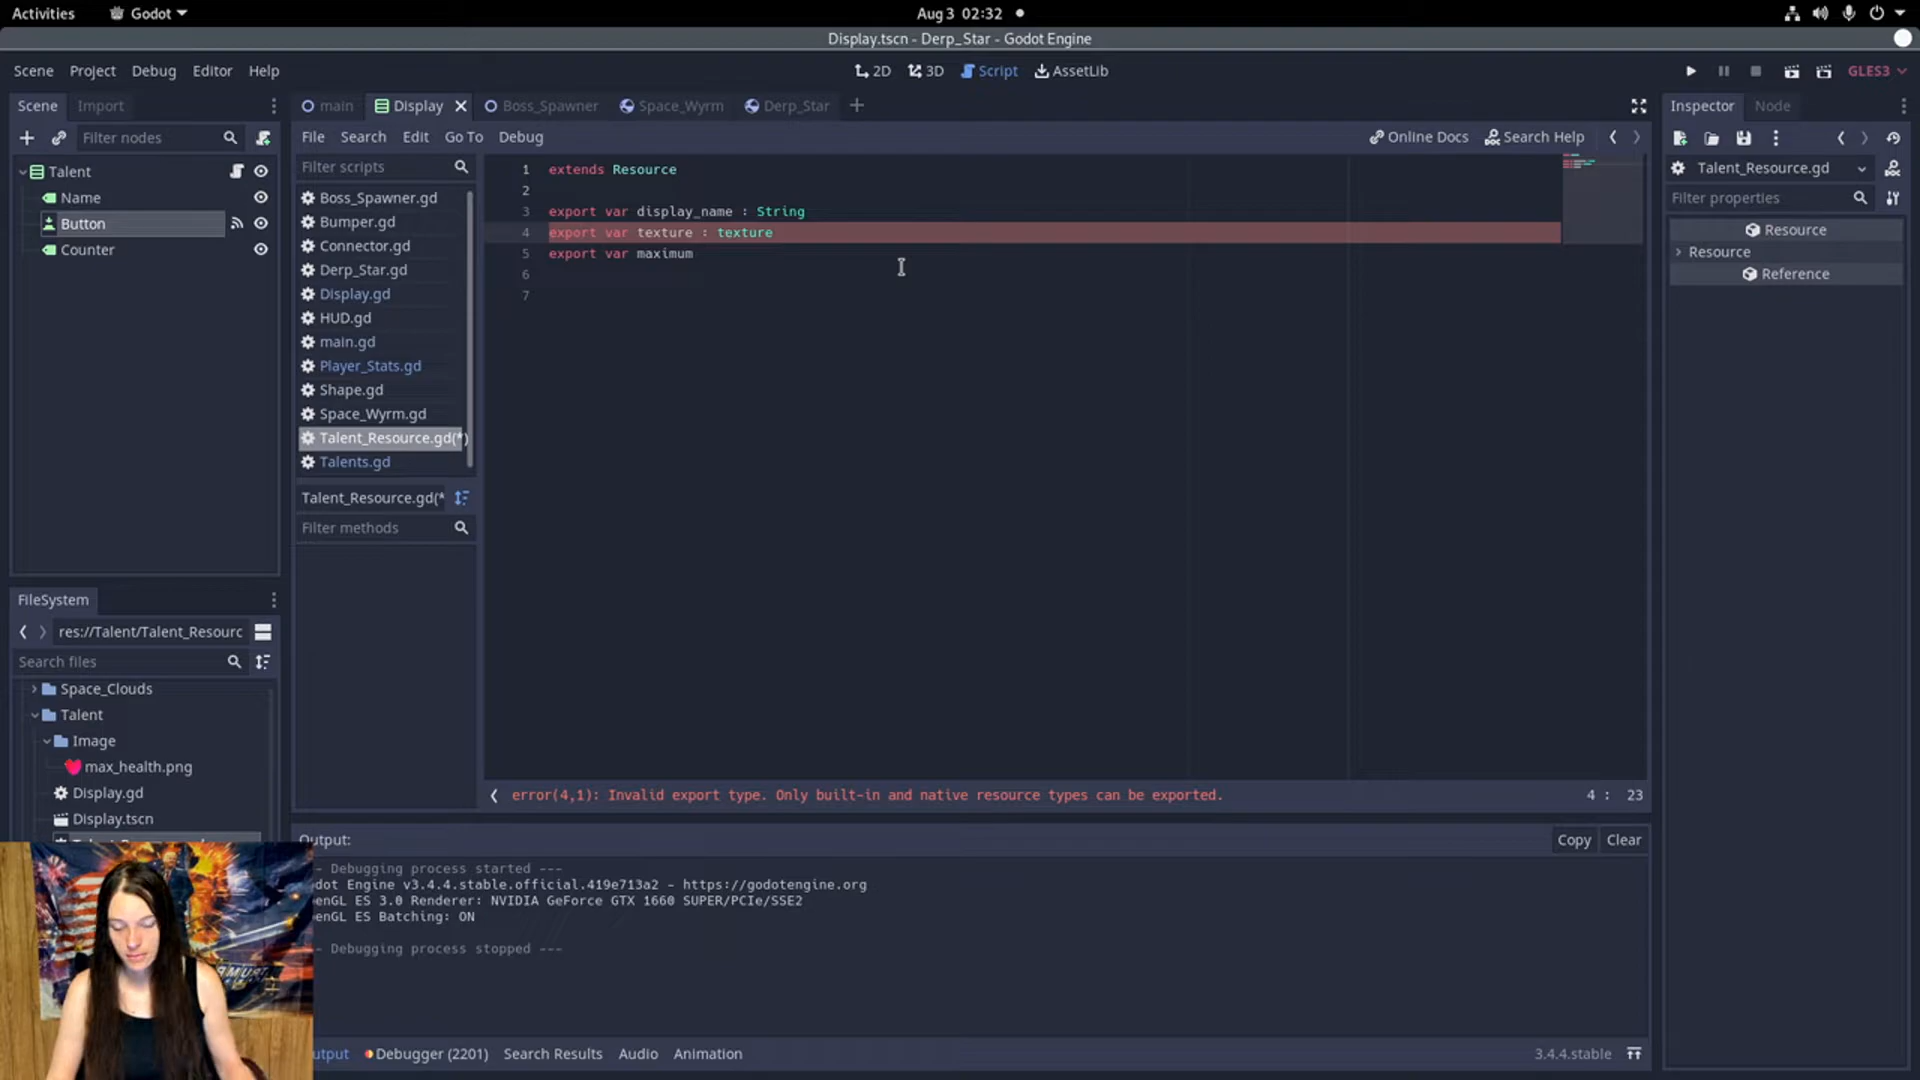 Activities Godot Aug 3 02:32
Display.tscn - Derp_Star - Godot Engine
Scene Project Debug Editor Help 2D 3D Script AssetLib GLES3
Scene Import
main Display Boss_Spawner Space_Wyrm Derp_Star
Inspector Node
Filter nodes
File Search Edit Go To Debug Online Docs Search Help
Talent
Name
Button
Counter
Filter scripts
Boss_Spawner.gd
Bumper.gd
Connector.gd
Derp_Star.gd
Display.gd
HUD.gd
main.gd
Player_Stats.gd
Shape.gd
Space_Wyrm.gd
Talent_Resource.gd(*)
Talents.gd
Talent_Resource.gd(*
Filter methods
1 extends Resource
2
3 export var display_name : String
4 export var texture : texture
5 export var maximum
6
7
error(4,1): Invalid export type. Only built-in and native resource types can be exported. 4 : 23
Talent_Resource.gd
Filter properties
Resource
Resource
Reference
FileSystem
res://Talent/Talent_Resourc
Search files
Space_Clouds
Talent
Image
max_health.png
Display.gd
Display.tscn
Output: Copy Clear
-- Debugging process started ---
odot Engine v3.4.4.stable.official.419e713a2 - https://godotengine.org
enGL ES 3.0 Renderer: NVIDIA GeForce GTX 1660 SUPER/PCIe/SSE2
enGL ES Batching: ON
-- Debugging process stopped ---
utput Debugger (2201) Search Results Audio Animation 3.4.4.stable